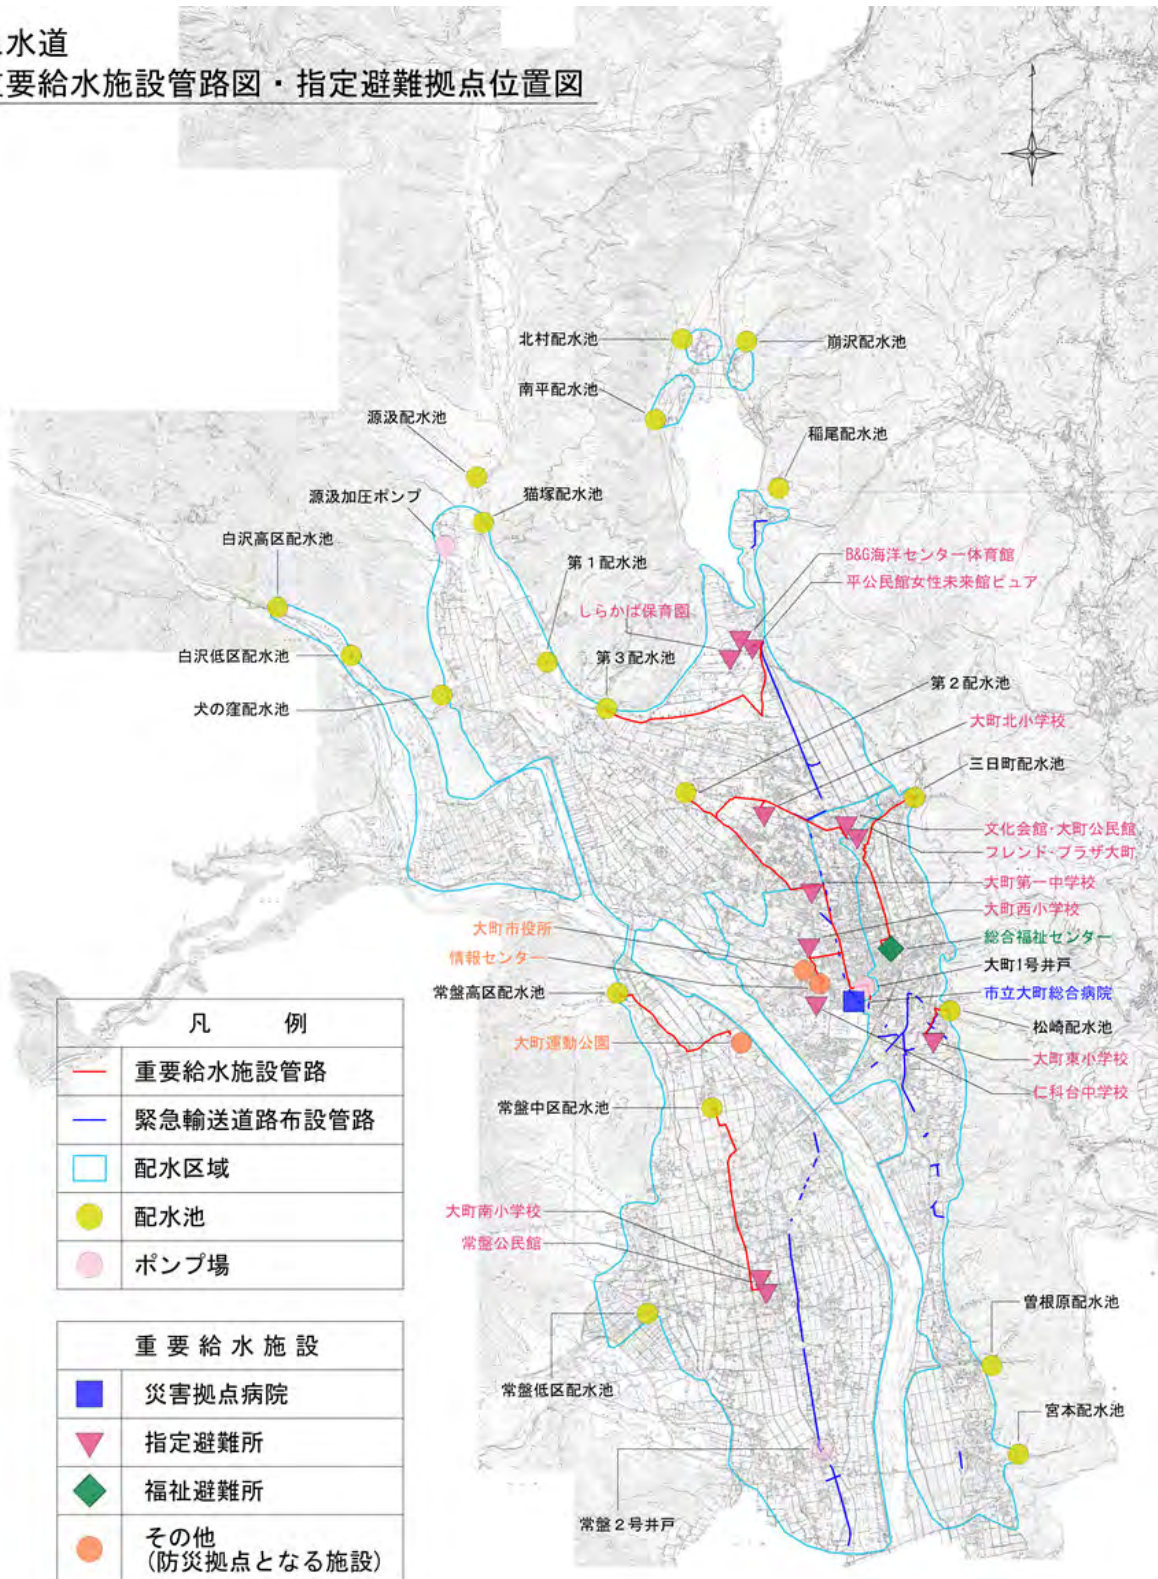 水道
要給水施設管路図・指定避難拠点位置図
北村配水池
崩沢配水池
南平配水池
源汲配水池
稲尾配水池
源汲加圧ポンプ
猫塚配水池
白沢高区配水池
第1配水池
B&G海洋センター体育館
平公民館女性未来館ピュア
しらかば保育園
白沢低区配水池
第3配水池
第2配水池
犬の窪配水池
大町北小学校
三日町配水池
文化会館・大町公民館
フレンド・プラザ大町
大町第一中学校
大町西小学校
大町市役所
総合福祉センター
情報センター
大町1号井戸
常盤高区配水池
市立大町総合病院
松崎配水池
大町運動公園
大町東小学校
仁科台中学校
常盤中区配水池
大町南小学校
常盤公民館
曽根原配水池
常盤低区配水池
宮本配水池
常盤2号井戸
凡 例
重要給水施設管路
緊急輸送道路布設管路
配水区域
配水池
ポンプ場
重要給水施設
災害拠点病院
指定避難所
福祉避難所
その他
(防災拠点となる施設)